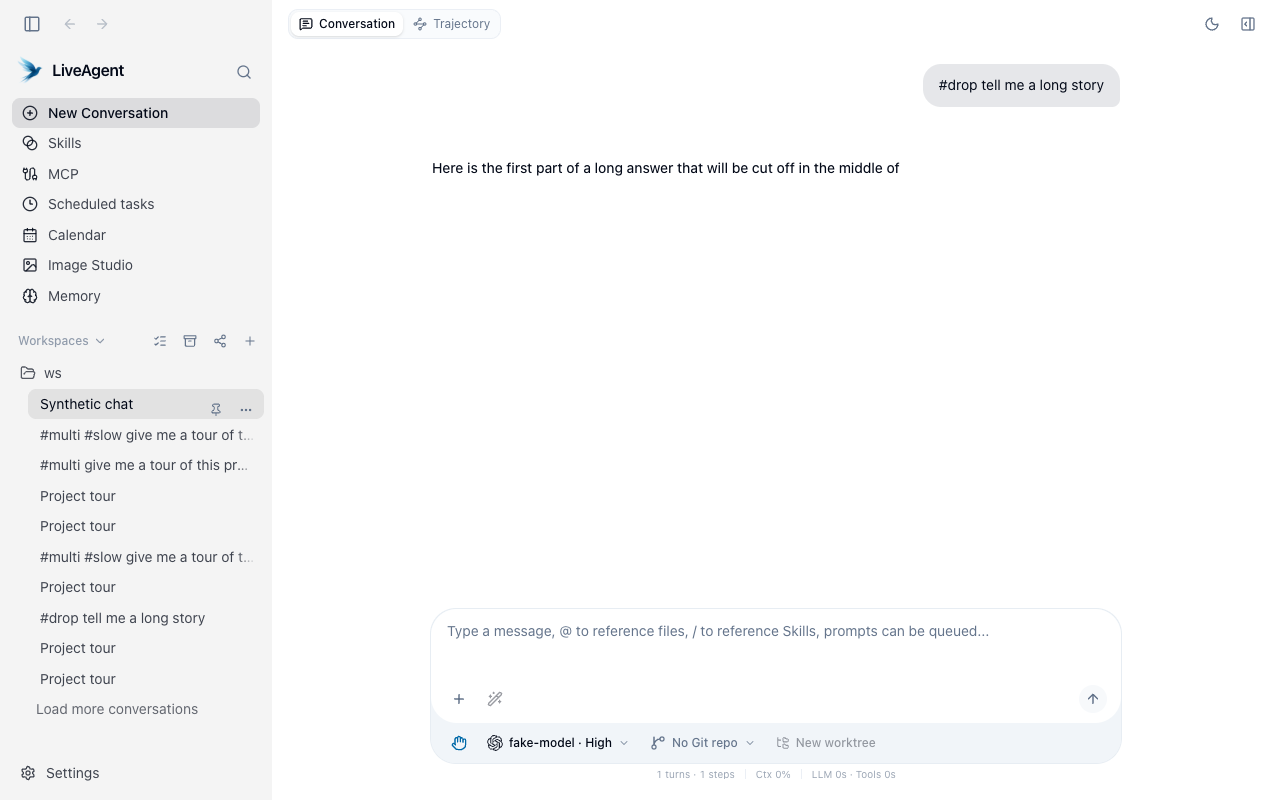 Conversation
Trajectory
LiveAgent
New Conversation
Skills
MCP
Scheduled tasks
Calendar
Image Studio
Memory
Workspaces
ws
Synthetic chat
#multi #slow give me a tour of t...
#multi give me a tour of this pr...
Project tour
Project tour
#multi #slow give me a tour of t...
Project tour
#drop tell me a long story
Project tour
Project tour
Load more conversations
Settings
#drop tell me a long story
Here is the first part of a long answer that will be cut off in the middle of
Type a message, @ to reference files, / to reference Skills, prompts can be queued...
fake-model · High
No Git repo
New worktree
1 turns · 1 steps
Ctx 0%
LLM 0s · Tools 0s